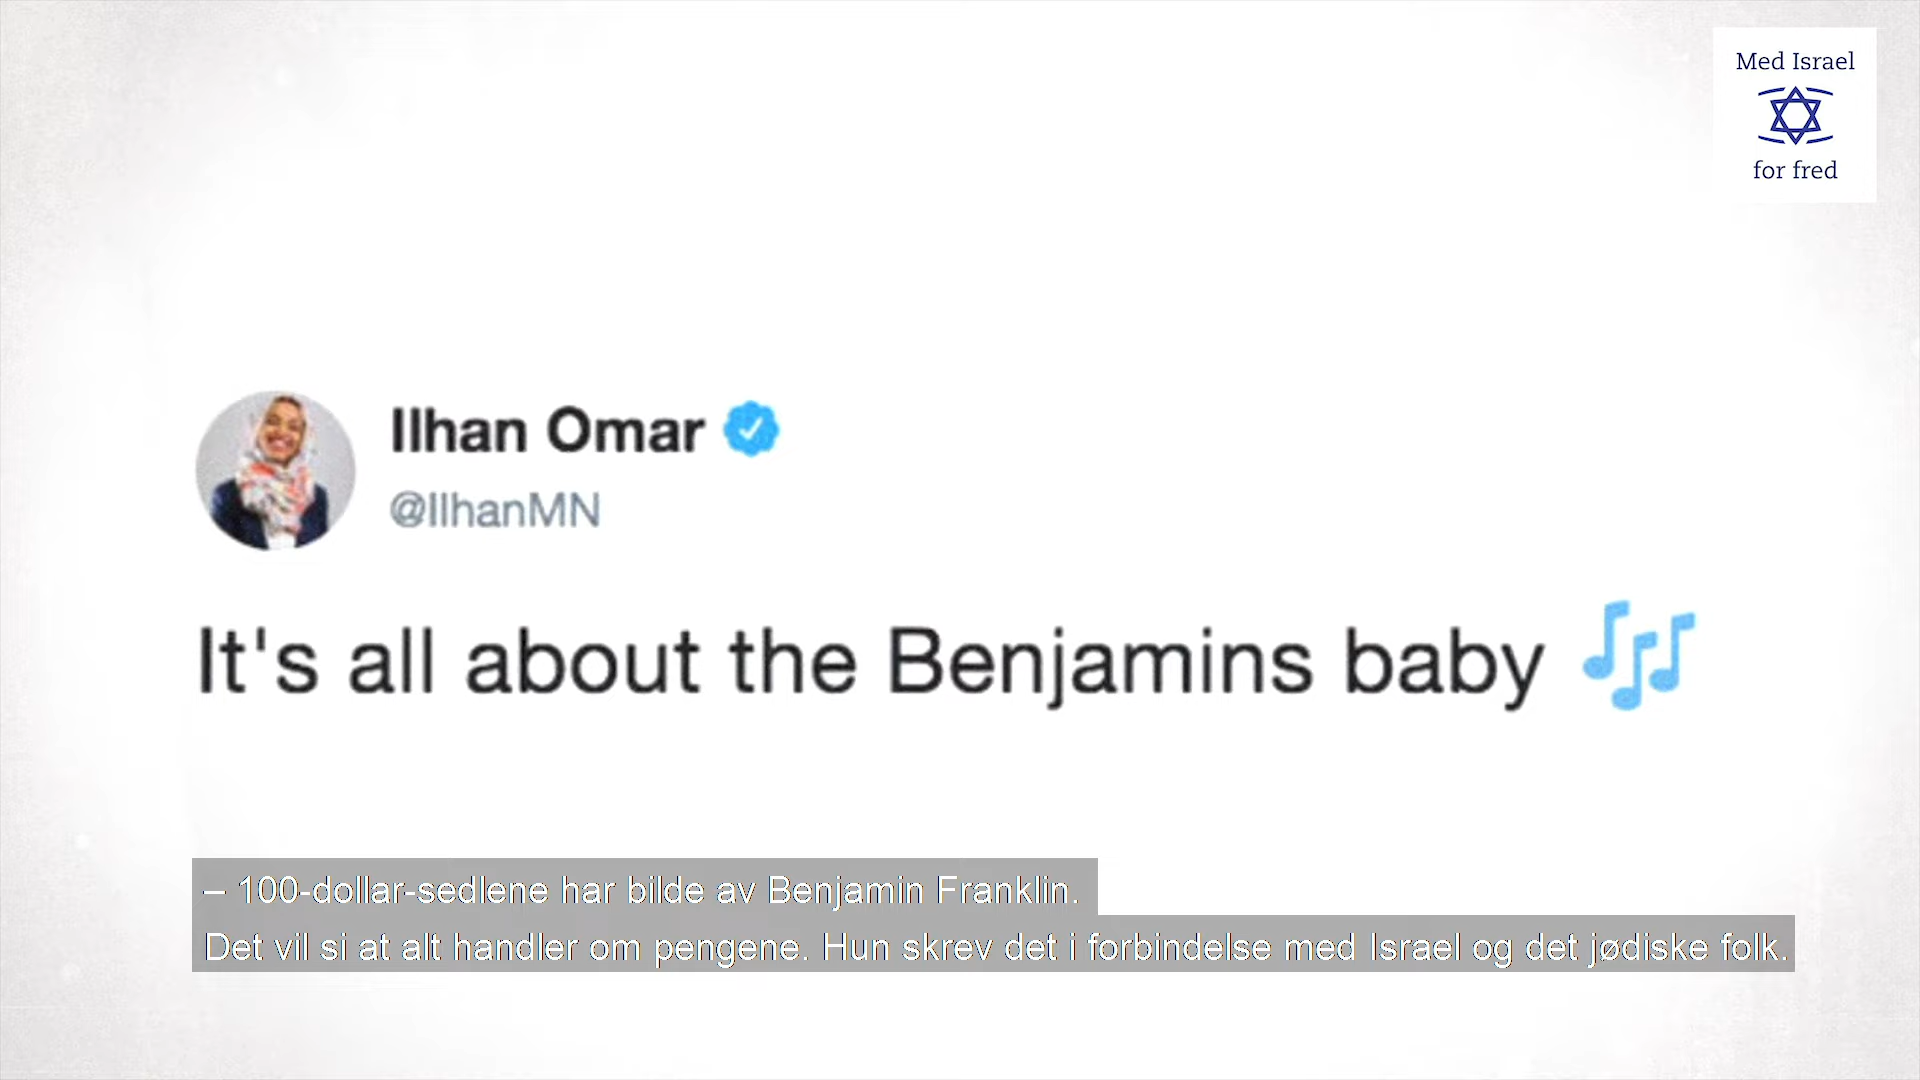 Med Israel
for fred
Ilhan Omar
@IlhanMN
It's all about the Benjamins baby 🎶
– 100-dollar-sedlene har bilde av Benjamin Franklin.
Det vil si at alt handler om pengene. Hun skrev det i forbindelse med Israel og det jødiske folk.